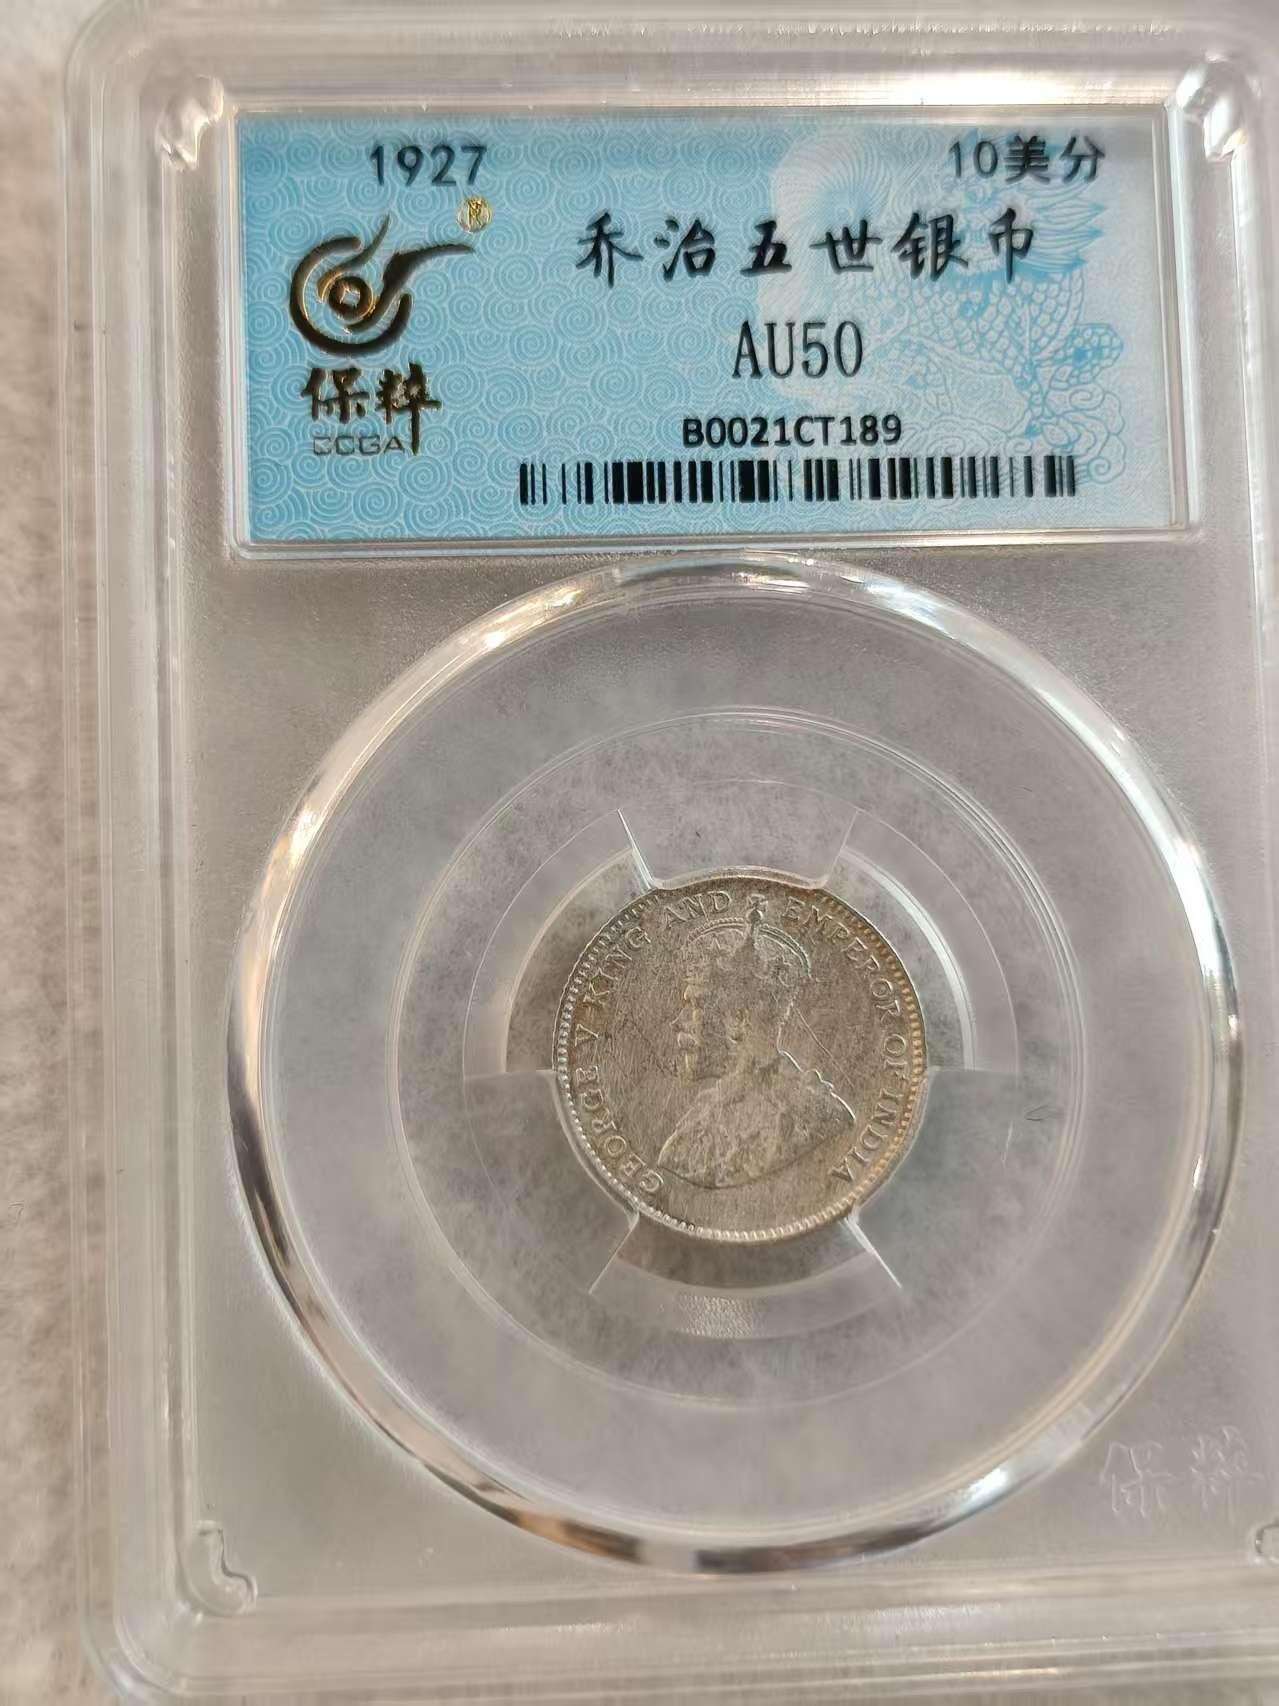 1927
10美分
乔治五世银币
AU50
保粹
CCGA
B0021CT189
GEORGE V KING AND EMPEROR OF INDIA
保粹